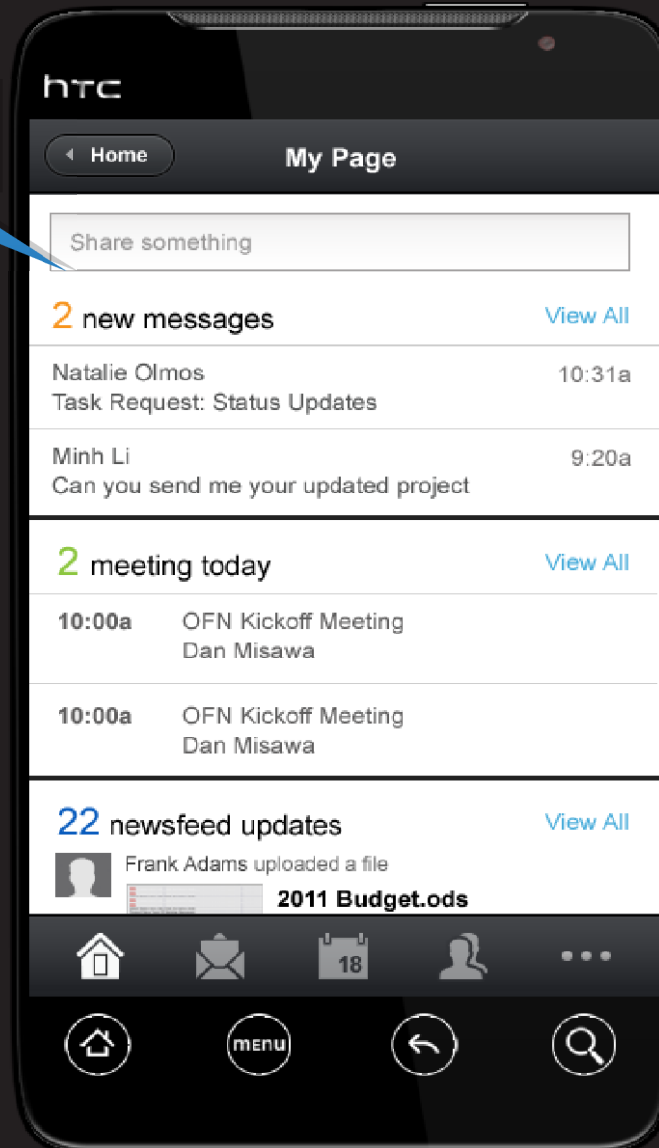 htc
Home
My Page
Share something
2 new messages
View All
Natalie Olmos
10:31a
Task Request: Status Updates
Minh Li
9:20a
Can you send me your updated project
2 meeting today
View All
10:00a
OFN Kickoff Meeting
Dan Misawa
10:00a
OFN Kickoff Meeting
Dan Misawa
22 newsfeed updates
View All
Frank Adams uploaded a file
2011 Budget.ods
18
menu